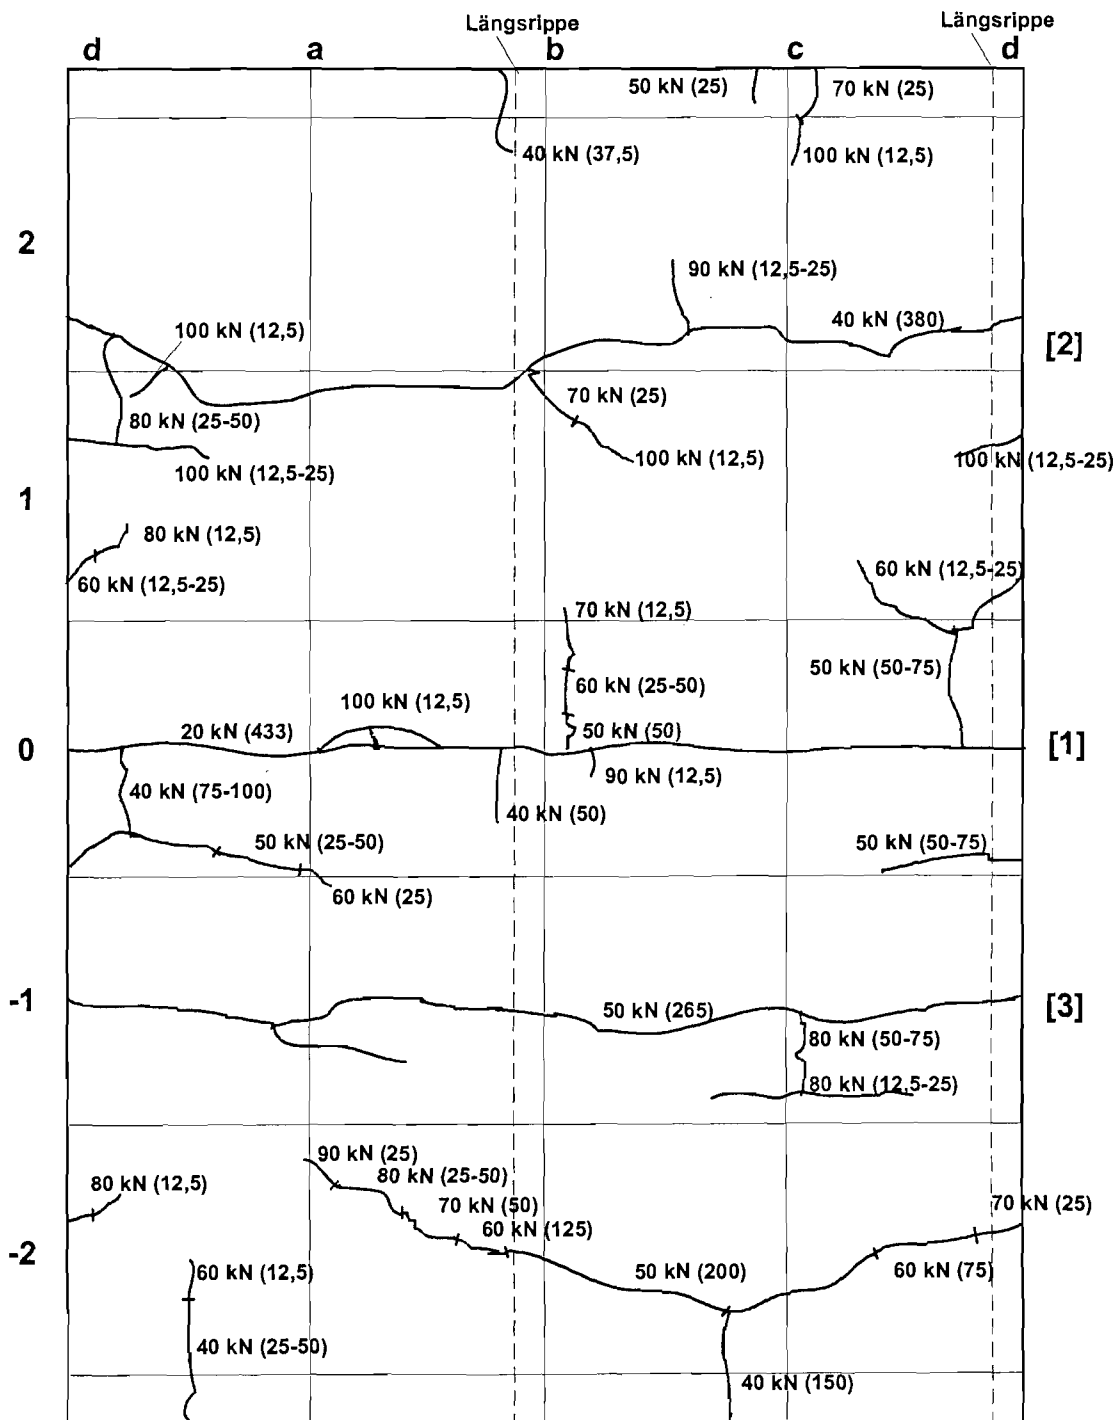 Längsrippe
Längsrippe
d
a
b
c
d
50 kN (25)
70 kN (25)
40 kN (37,5)
100 kN (12,5)
2
90 kN (12,5-25)
100 kN (12,5)
40 kN (380)
[2]
70 kN (25)
80 kN (25-50)
100 kN (12,5)
100 kN (12,5-25)
100 kN (12,5-25)
1
80 kN (12,5)
60 kN (12,5-25)
60 kN (12,5-25)
70 kN (12,5)
50 kN (50-75)
60 kN (25-50)
100 kN (12,5)
20 kN (433)
50 kN (50)
0
[1]
90 kN (12,5)
40 kN (75-100)
40 kN (50)
50 kN (25-50)
50 kN (50-75)
60 kN (25)
-1
50 kN (265)
[3]
80 kN (50-75)
80 kN (12,5-25)
90 kN (25)
80 kN (25-50)
80 kN (12,5)
70 kN (50)
70 kN (25)
60 kN (125)
-2
60 kN (12,5)
50 kN (200)
60 kN (75)
40 kN (25-50)
40 kN (150)